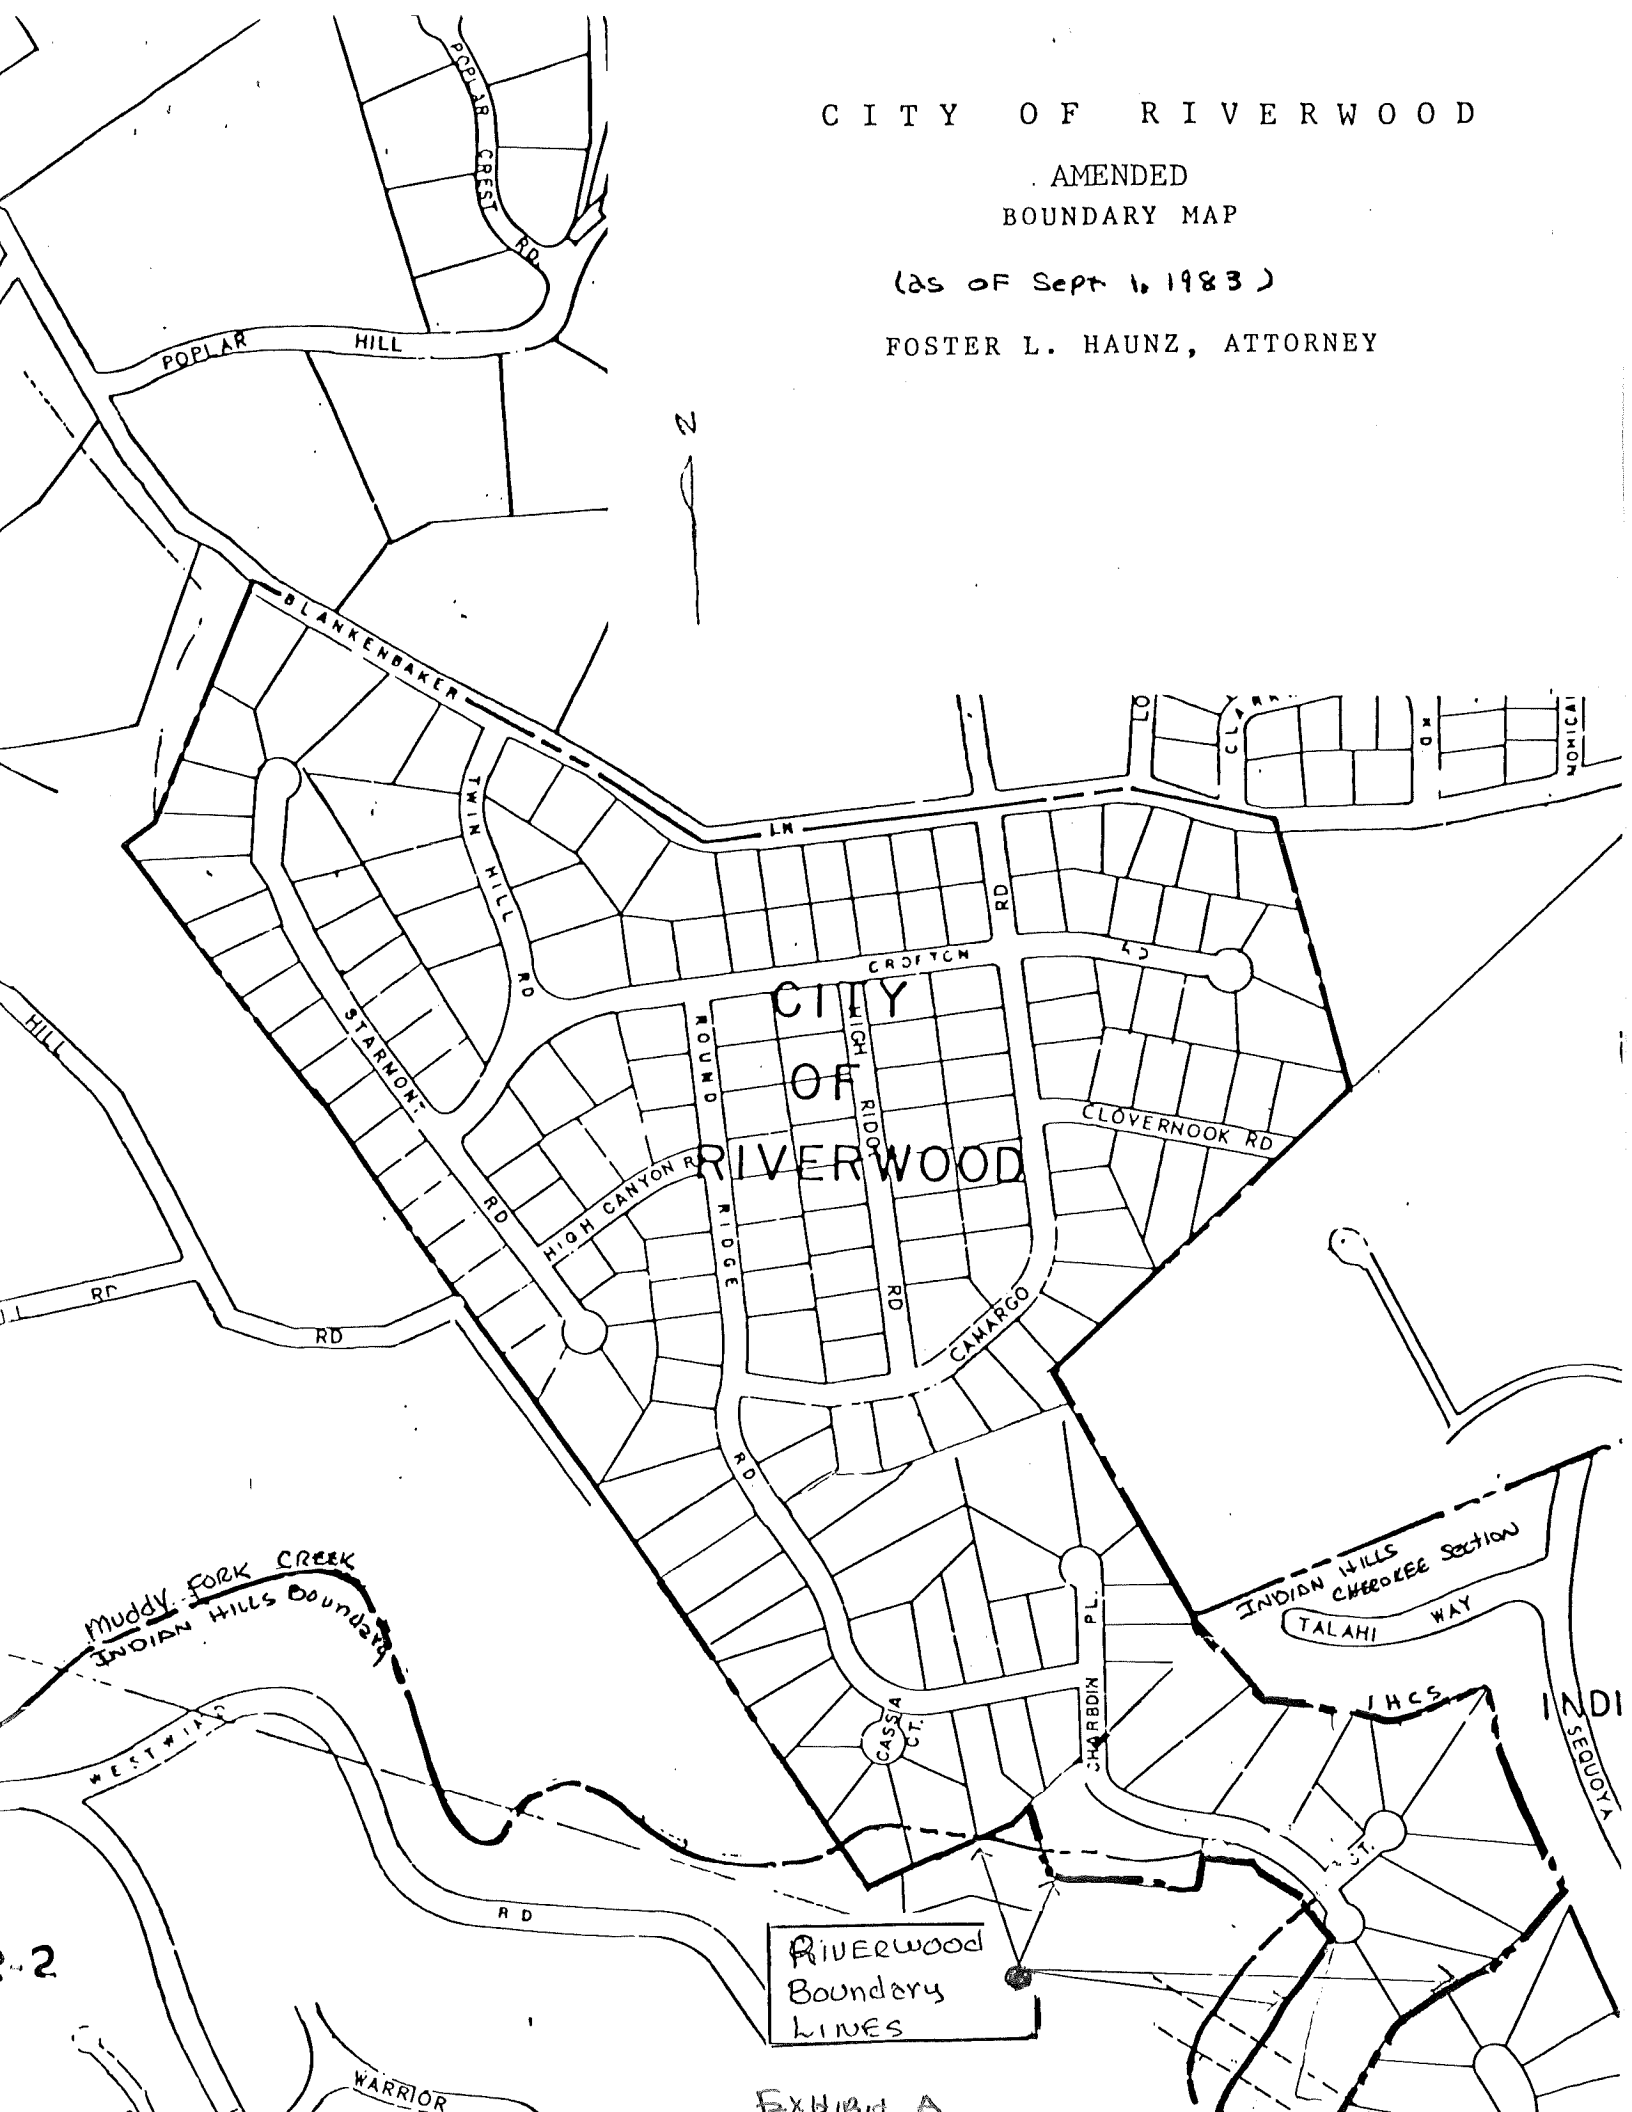 CITY OF RIVERWOOD
AMENDED
BOUNDARY MAP
(as of Sept 1, 1983)
FOSTER L. HAUNZ, ATTORNEY
POPLAR CREST RD.
POPLAR HILL
N
BLANKENBAKER LN
LO
TWIN HILL RD
RD
CROFTON
CITY
OF
RIVERWOOD
STARMONT RD
ROUND RIDGE RD
HIGH
RD
HIGH CANYON R
CLOVERNOOK RD
CAMARGO
HILL
RD
RD
Muddy FORK CREEK
INDIAN HILLS Boundary
INDIAN HILLS
CHEROKEE Section
TALAHI WAY
IHCS
INDI
SEQUOYA
CHARBDIN PL.
CASSIA CT.
CT.
WESTWIND RD
RIVERWOOD
Boundary
LINES
-2
WARRIOR
EXHIBIT A